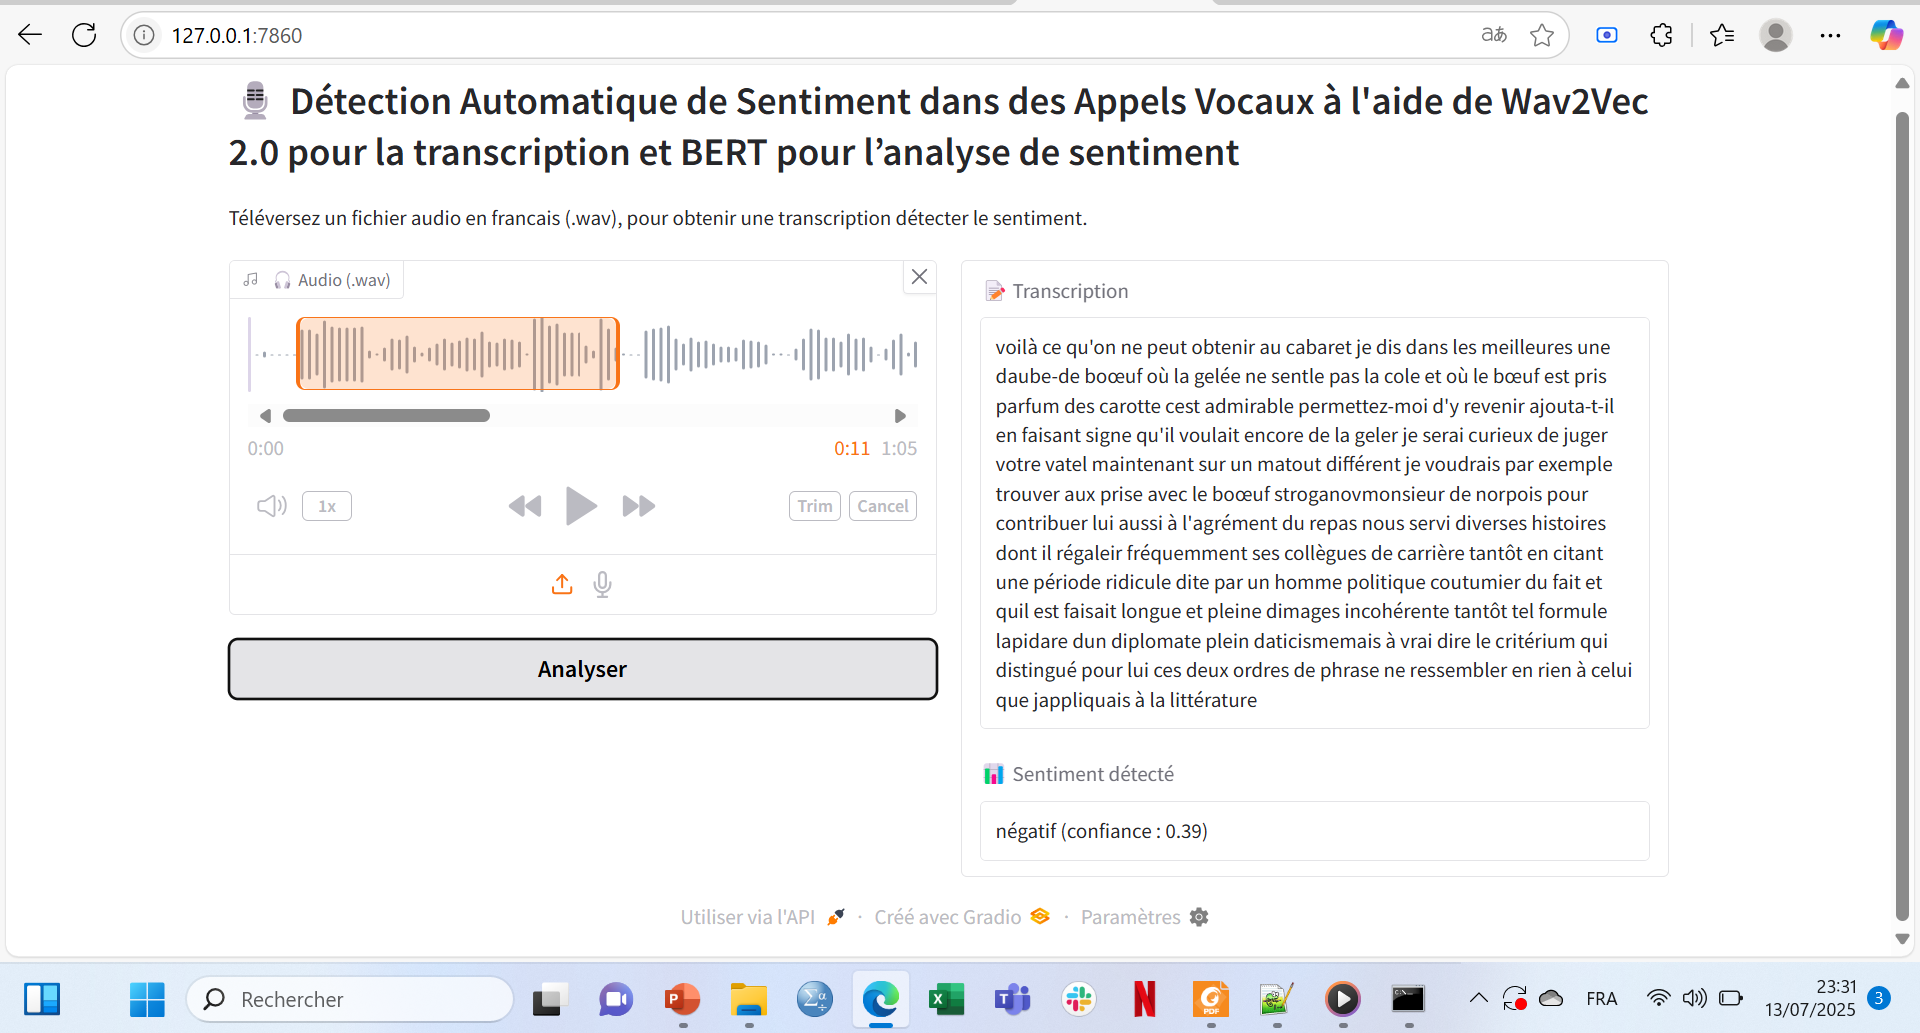 127.0.0.1:7860
aあ
Détection Automatique de Sentiment dans des Appels Vocaux à l'aide de Wav2Vec
2.0 pour la transcription et BERT pour l’analyse de sentiment
Téléversez un fichier audio en francais (.wav), pour obtenir une transcription détecter le sentiment.
Audio (.wav)
0:00
0:11 1:05
1x
Trim
Cancel
Analyser
Transcription
voilà ce qu'on ne peut obtenir au cabaret je dis dans les meilleures une
daube-de boœuf où la gelée ne sentle pas la cole et où le bœuf est pris
parfum des carotte cest admirable permettez-moi d'y revenir ajouta-t-il
en faisant signe qu'il voulait encore de la geler je serai curieux de juger
votre vatel maintenant sur un matout différent je voudrais par exemple
trouver aux prise avec le boœuf stroganovmonsieur de norpois pour
contribuer lui aussi à l'agrément du repas nous servi diverses histoires
dont il régaleir fréquemment ses collègues de carrière tantôt en citant
une période ridicule dite par un homme politique coutumier du fait et
quil est faisait longue et pleine dimages incohérente tantôt tel formule
lapidare dun diplomate plein daticismemais à vrai dire le critérium qui
distingué pour lui ces deux ordres de phrase ne ressembler en rien à celui
que jappliquais à la littérature
Sentiment détecté
négatif (confiance : 0.39)
Utiliser via l'API · Créé avec Gradio · Paramètres
Rechercher
FRA
23:31
13/07/2025
3